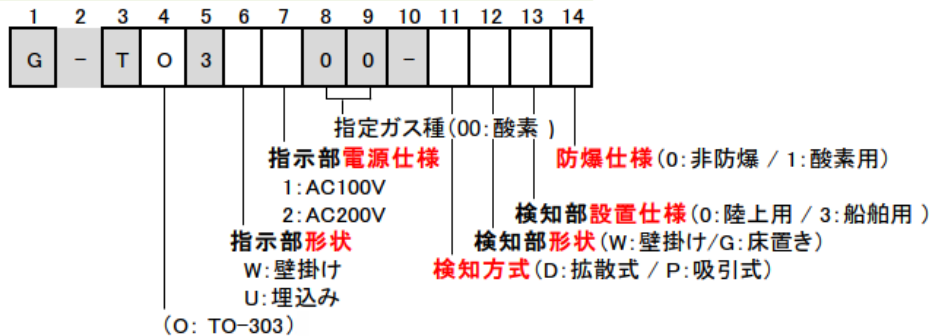 1 2 3 4 5 6 7 8 9 10 11 12 13 14
G - T O 3 0 0 -
指定ガス種(00:酸素 )
指示部電源仕様
1:AC100V
2:AC200V
防爆仕様(0:非防爆 / 1:酸素用)
検知部設置仕様(0:陸上用 / 3:船舶用 )
指示部形状
W:壁掛け
U:埋込み
検知部形状(W:壁掛け/G:床置き)
検知方式(D:拡散式 / P:吸引式)
(O: TO-303)